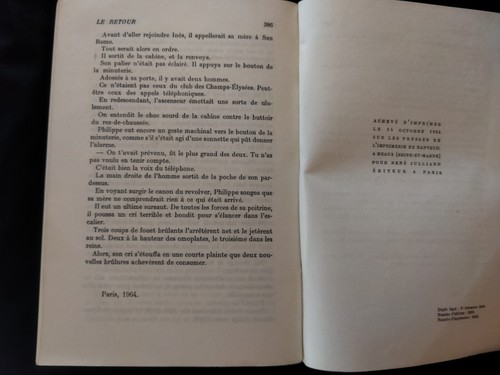 LE RETOUR 286
Avant d'aller rejoindre Inès, il appellerait sa mère à San
Remo.
Tout serait alors en ordre.
Il sortit de la cabine, et la renvoya.
Son palier n'était pas éclairé. Il appuya sur le bouton de
la minuterie.
Adossés à sa porte, il y avait deux hommes.
Ce n'étaient pas ceux du club des Champs-Élysées. Peut-
être ceux des appels téléphoniques.
En redescendant, l'ascenseur émettait une sorte de ulu-
lement.
On entendit le choc sourd de la cabine contre le buttoir
du rez-de-chaussée.
Philippe eut encore un geste machinal vers le bouton de la
minuterie, comme s'il s'était agi d'une sonnette qui pût donner
l'alarme.
— On t'avait prévenu, fit le plus grand des deux. Tu n'as
pas voulu en tenir compte.
C'était bien la voix du téléphone.
La main droite de l'homme sortit de la poche de son par-
dessus.
En voyant surgir le canon du revolver, Philippe songea que
sa mère ne comprendrait rien à ce qui était arrivé.
Il eut un ultime sursaut. De toutes les forces de sa poitrine,
il poussa un cri terrible et bondit pour s'élancer dans l'es-
calier.
Trois coups de fouet brûlants l'arrêtèrent net et le jetèrent
au sol. Deux à la hauteur des omoplates, le troisième dans les
reins.
Alors, son cri s'étouffa en une courte plainte que deux nou-
velles brûlures achevèrent de consumer.
Paris, 1964.
ACHEVÉ D'IMPRIMER
LE OCTOBRE
SUR LES PRESSES DE
L'IMPRIMERIE
A MEAUX (SEINE-ET-MARNE)
POUR RENÉ JULLIARD
ÉDITEUR A PARIS
Dépôt légal :
Numéro d'édition :
Numéro d'impression :